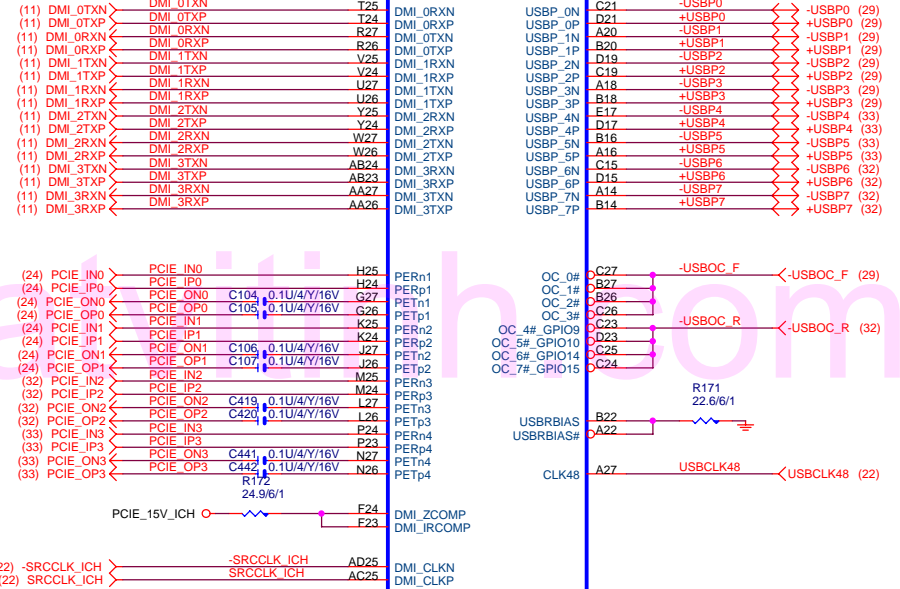 (11) DMI_0TXN DMI_0TXN T25 DMI_0RXN USBP_0N C21 -USBP0 -USBP0 (29)
(11) DMI_0TXP DMI_0TXP T24 DMI_0RXP USBP_0P D21 +USBP0 +USBP0 (29)
(11) DMI_0RXN DMI_0RXN R27 DMI_0TXN USBP_1N A20 -USBP1 -USBP1 (29)
(11) DMI_0RXP DMI_0RXP R26 DMI_0TXP USBP_1P B20 +USBP1 +USBP1 (29)
(11) DMI_1TXN DMI_1TXN V25 DMI_1RXN USBP_2N D19 -USBP2 -USBP2 (29)
(11) DMI_1TXP DMI_1TXP V24 DMI_1RXP USBP_2P C19 +USBP2 +USBP2 (29)
(11) DMI_1RXN DMI_1RXN U27 DMI_1TXN USBP_3N A18 -USBP3 -USBP3 (29)
(11) DMI_1RXP DMI_1RXP U26 DMI_1TXP USBP_3P B18 +USBP3 +USBP3 (29)
(11) DMI_2TXN DMI_2TXN Y25 DMI_2RXN USBP_4N E17 -USBP4 -USBP4 (33)
(11) DMI_2TXP DMI_2TXP Y24 DMI_2RXP USBP_4P D17 +USBP4 +USBP4 (33)
(11) DMI_2RXN DMI_2RXN W27 DMI_2TXN USBP_5N B16 -USBP5 -USBP5 (33)
(11) DMI_2RXP DMI_2RXP W26 DMI_2TXP USBP_5P A16 +USBP5 +USBP5 (33)
(11) DMI_3TXN DMI_3TXN AB24 DMI_3RXN USBP_6N C15 -USBP6 -USBP6 (32)
(11) DMI_3TXP DMI_3TXP AB23 DMI_3RXP USBP_6P D15 +USBP6 +USBP6 (32)
(11) DMI_3RXN DMI_3RXN AA27 DMI_3TXN USBP_7N A14 -USBP7 -USBP7 (32)
(11) DMI_3RXP DMI_3RXP AA26 DMI_3TXP USBP_7P B14 +USBP7 +USBP7 (32)
(24) PCIE_IN0 PCIE_IN0 H25 PERn1 OC_0# C27 -USBOC_F -USBOC_F (29)
(24) PCIE_IP0 PCIE_IP0 H24 PERp1 OC_1# B27
(24) PCIE_ON0 PCIE_ON0 C104 0.1U/4/Y/16V G27 PETn1 OC_2# B26
(24) PCIE_OP0 PCIE_OP0 C105 0.1U/4/Y/16V G26 PETp1 OC_3# C26
(24) PCIE_IN1 PCIE_IN1 K25 PERn2 OC_4#_GPIO9 C23 -USBOC_R -USBOC_R (32)
(24) PCIE_IP1 PCIE_IP1 K24 PERp2 OC_5#_GPIO10 D23
(24) PCIE_ON1 PCIE_ON1 C106 0.1U/4/Y/16V J27 PETn2 OC_6#_GPIO14 C25
(24) PCIE_OP1 PCIE_OP1 C107 0.1U/4/Y/16V J26 PETp2 OC_7#_GPIO15 C24
(32) PCIE_IN2 PCIE_IN2 M25 PERn3
(32) PCIE_IP2 PCIE_IP2 M24 PERp3 R171
(32) PCIE_ON2 PCIE_ON2 C419 0.1U/4/Y/16V L27 PETn3 22.6/6/1
(32) PCIE_OP2 PCIE_OP2 C420 0.1U/4/Y/16V L26 PETp3 USBRBIAS B22
(33) PCIE_IN3 PCIE_IN3 P24 PERn4 USBRBIAS# A22
(33) PCIE_IP3 PCIE_IP3 P23 PERp4
(33) PCIE_ON3 PCIE_ON3 C441 0.1U/4/Y/16V N27 PETn4
(33) PCIE_OP3 PCIE_OP3 C442 0.1U/4/Y/16V N26 PETp4 CLK48 A27 USBCLK48 USBCLK48 (22)
R172
24.9/6/1
PCIE_15V_ICH F24 DMI_ZCOMP
F23 DMI_IRCOMP
22) -SRCCLK_ICH -SRCCLK_ICH AD25 DMI_CLKN
(22) SRCCLK_ICH SRCCLK_ICH AC25 DMI_CLKP